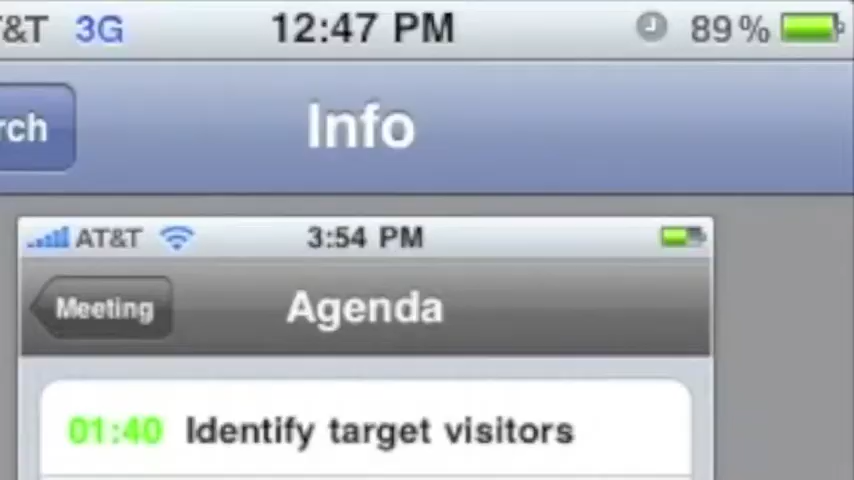 T&T 3G 12:47 PM 89%
rch Info
AT&T 3:54 PM
Meeting Agenda
01:40 Identify target visitors